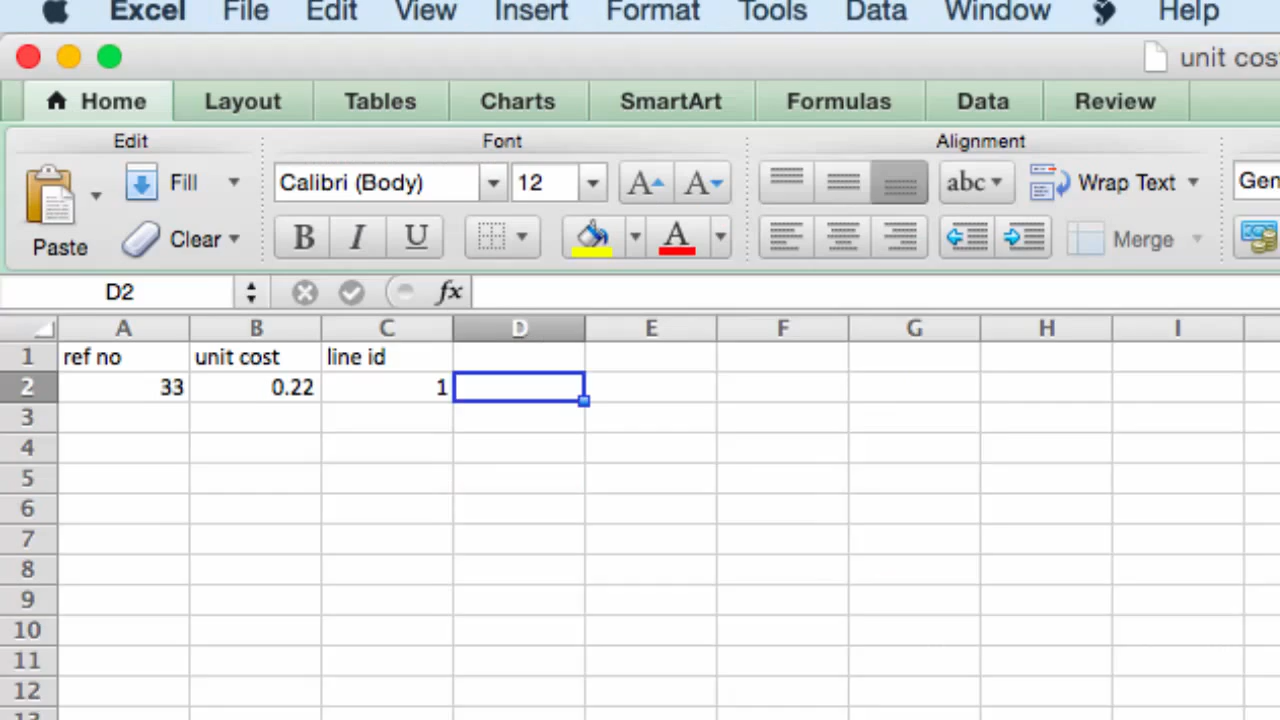 Excel File Edit View Insert Format Tools Data Window Help
unit cos
Home Layout Tables Charts SmartArt Formulas Data Review
Edit Font Alignment
Fill Calibri (Body) 12 A A abc Wrap Text Gen
Paste Clear B I U A Merge
D2 fx
A B C D E F G H I
1 ref no unit cost line id
2 33 0.22 1
3
4
5
6
7
8
9
10
11
12
13